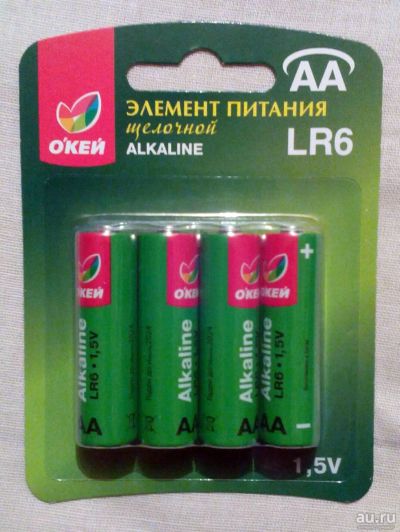 О'КЕЙ
ЭЛЕМЕНТ ПИТАНИЯ
щелочной
ALKALINE
AA
LR6
О'КЕЙ
Alkaline
LR6 • 1,5V
AA
О'КЕЙ
Alkaline
AA
О'КЕЙ
Alkaline
LR6 • 1,5V
AA
О'КЕЙ
Alkaline
AA
+
−
1,5V
au.ru